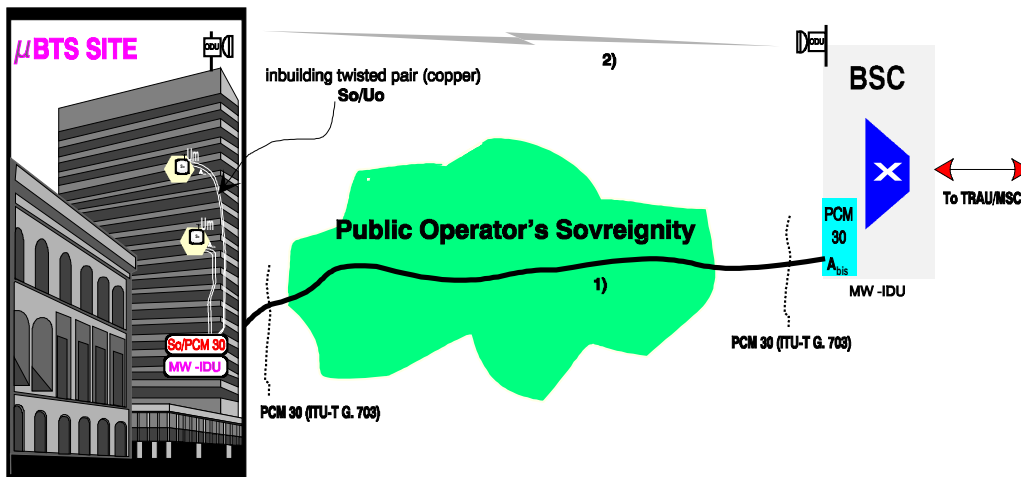 μBTS SITE
ODU
inbuilding twisted pair (copper)
So/Uo
Um
Um
So/PCM 30
MW -IDU
PCM 30 (ITU-T G. 703)
2)
Public Operator's Sovreignity
1)
PCM 30 (ITU-T G. 703)
ODU
BSC
X
PCM
30
Abis
MW -IDU
To TRAU/MSC